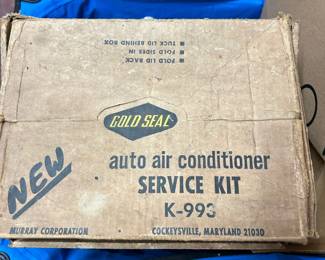 ■ FOLD LID BACK
■ FOLD SIDES IN
■ TUCK LID BEHIND BOX
GOLD SEAL
NEW
auto air conditioner
SERVICE KIT
K-993
MURRAY CORPORATION COCKEYSVILLE, MARYLAND 21030